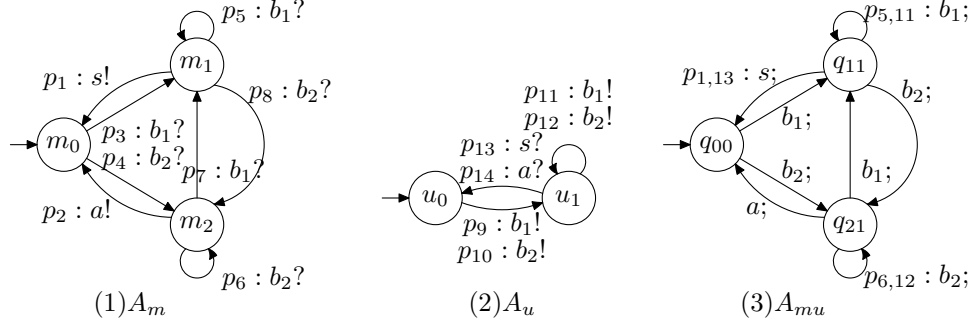 p₅ : b₁?
m₁
p₁ : s!
p₈ : b₂?
m₀
p₃ : b₁?
p₄ : b₂?
p₇ : b₁?
p₂ : a!
m₂
p₆ : b₂?
(1)Aₘ
p₁₁ : b₁!
p₁₂ : b₂!
p₁₃ : s?
p₁₄ : a?
u₀
u₁
p₉ : b₁!
p₁₀ : b₂!
(2)Aᵤ
p₅,₁₁ : b₁;
q₁₁
p₁,₁₃ : s;
b₂;
b₁;
q₀₀
b₂;
b₁;
a;
q₂₁
p₆,₁₂ : b₂;
(3)Aₘᵤ